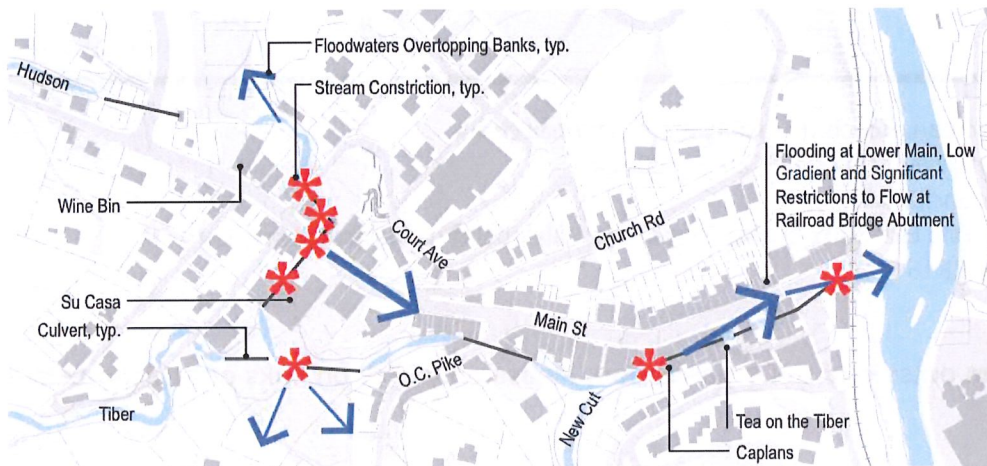 Floodwaters Overtopping Banks, typ.
Hudson
Stream Constriction, typ.
Flooding at Lower Main, Low
Gradient and Significant
Restrictions to Flow at
Railroad Bridge Abutment
Wine Bin
Court Ave
Church Rd
Su Casa
Culvert, typ.
Main St
O.C. Pike
Tiber
New Cut
Tea on the Tiber
Caplans